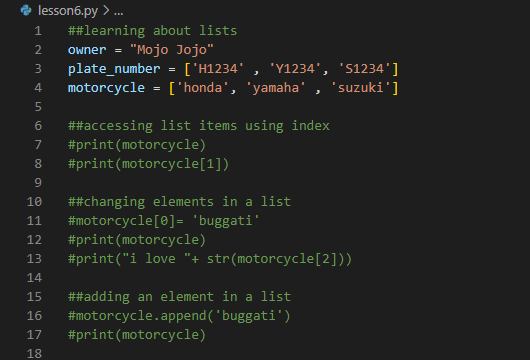 lesson6.py > ...
1 ##learning about lists
2 owner = "Mojo Jojo"
3 plate_number = ['H1234' , 'Y1234', 'S1234']
4 motorcycle = ['honda', 'yamaha' , 'suzuki']
5
6 ##accessing list items using index
7 #print(motorcycle)
8 #print(motorcycle[1])
9
10 ##changing elements in a list
11 #motorcycle[0]= 'buggati'
12 #print(motorcycle)
13 #print("i love "+ str(motorcycle[2]))
14
15 ##adding an element in a list
16 #motorcycle.append('buggati')
17 #print(motorcycle)
18